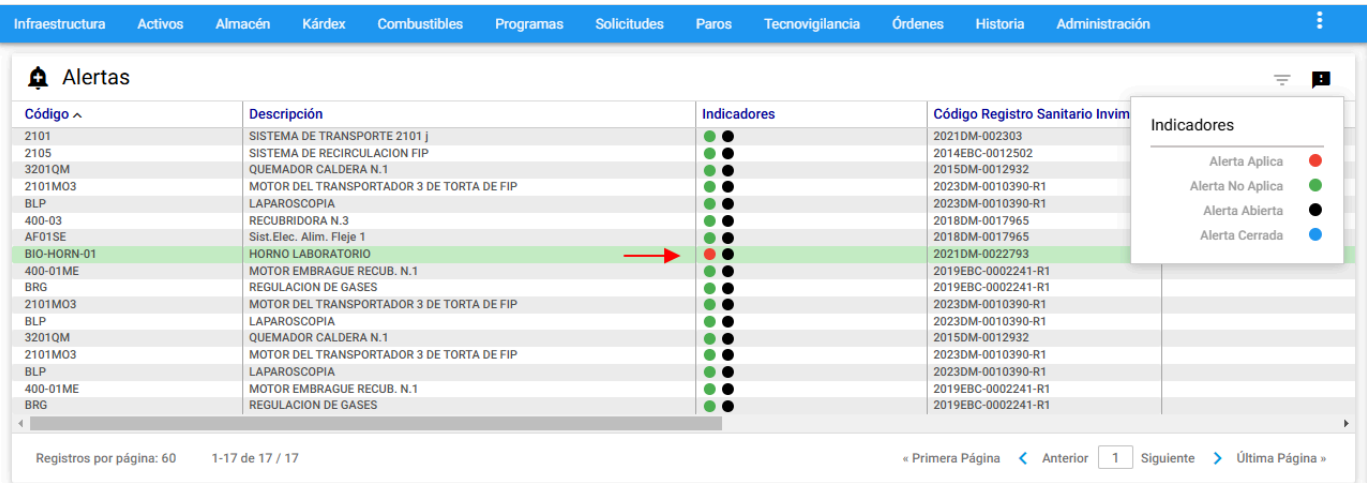 Infraestructura Activos Almacén Kárdex Combustibles Programas Solicitudes Paros Tecnovigilancia Órdenes Historia Administración
Alertas
Código Descripción Indicadores Código Registro Sanitario Invim
2101 SISTEMA DE TRANSPORTE 2101 j 2021DM-002303
2105 SISTEMA DE RECIRCULACION FIP 2014EBC-0012502
3201QM QUEMADOR CALDERA N.1 2015DM-0012932
2101MO3 MOTOR DEL TRANSPORTADOR 3 DE TORTA DE FIP 2023DM-0010390-R1
BLP LAPAROSCOPIA 2023DM-0010390-R1
400-03 RECUBRIDORA N.3 2018DM-0017965
AF01SE Sist.Elec. Alim. Fleje 1 2018DM-0017965
BIO-HORN-01 HORNO LABORATORIO 2021DM-0022793
400-01ME MOTOR EMBRAGUE RECUB. N.1 2019EBC-0002241-R1
BRG REGULACION DE GASES 2019EBC-0002241-R1
2101MO3 MOTOR DEL TRANSPORTADOR 3 DE TORTA DE FIP 2023DM-0010390-R1
BLP LAPAROSCOPIA 2023DM-0010390-R1
3201QM QUEMADOR CALDERA N.1 2015DM-0012932
2101MO3 MOTOR DEL TRANSPORTADOR 3 DE TORTA DE FIP 2023DM-0010390-R1
BLP LAPAROSCOPIA 2023DM-0010390-R1
400-01ME MOTOR EMBRAGUE RECUB. N.1 2019EBC-0002241-R1
BRG REGULACION DE GASES 2019EBC-0002241-R1
Indicadores
Alerta Aplica
Alerta No Aplica
Alerta Abierta
Alerta Cerrada
Registros por página: 60 1-17 de 17 / 17 « Primera Página Anterior 1 Siguiente Última Página »